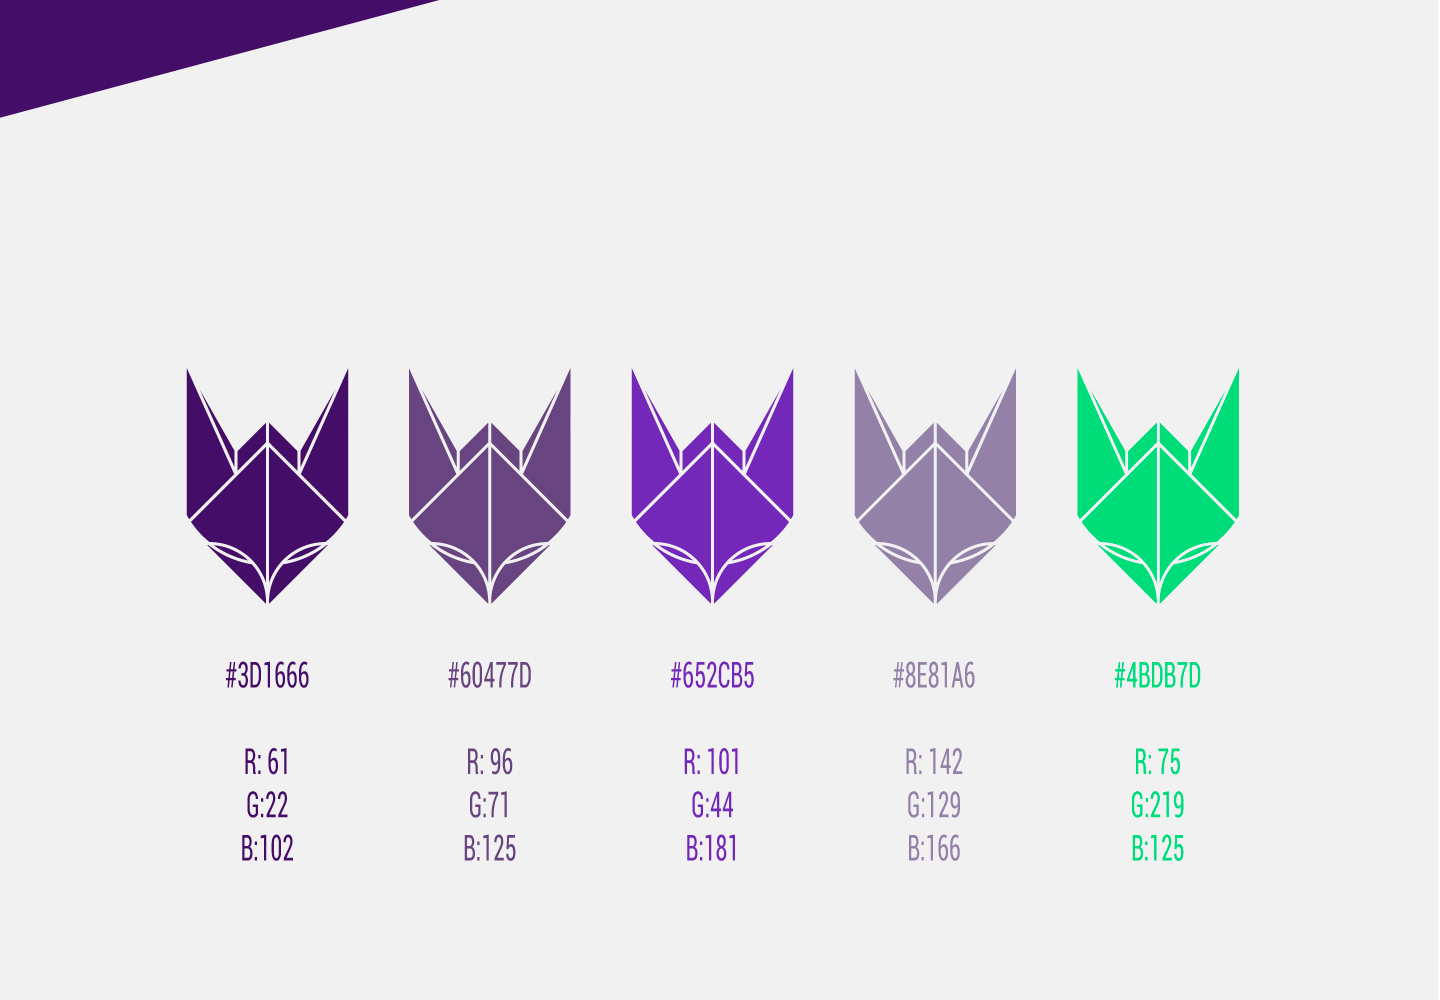 #3D1666 #60477D #652CB5 #8E81A6 #4BDB7D
R: 61 R: 96 R: 101 R: 142 R: 75
G:22 G:71 G:44 G:129 G:219
B:102 B:125 B:181 B:166 B:125